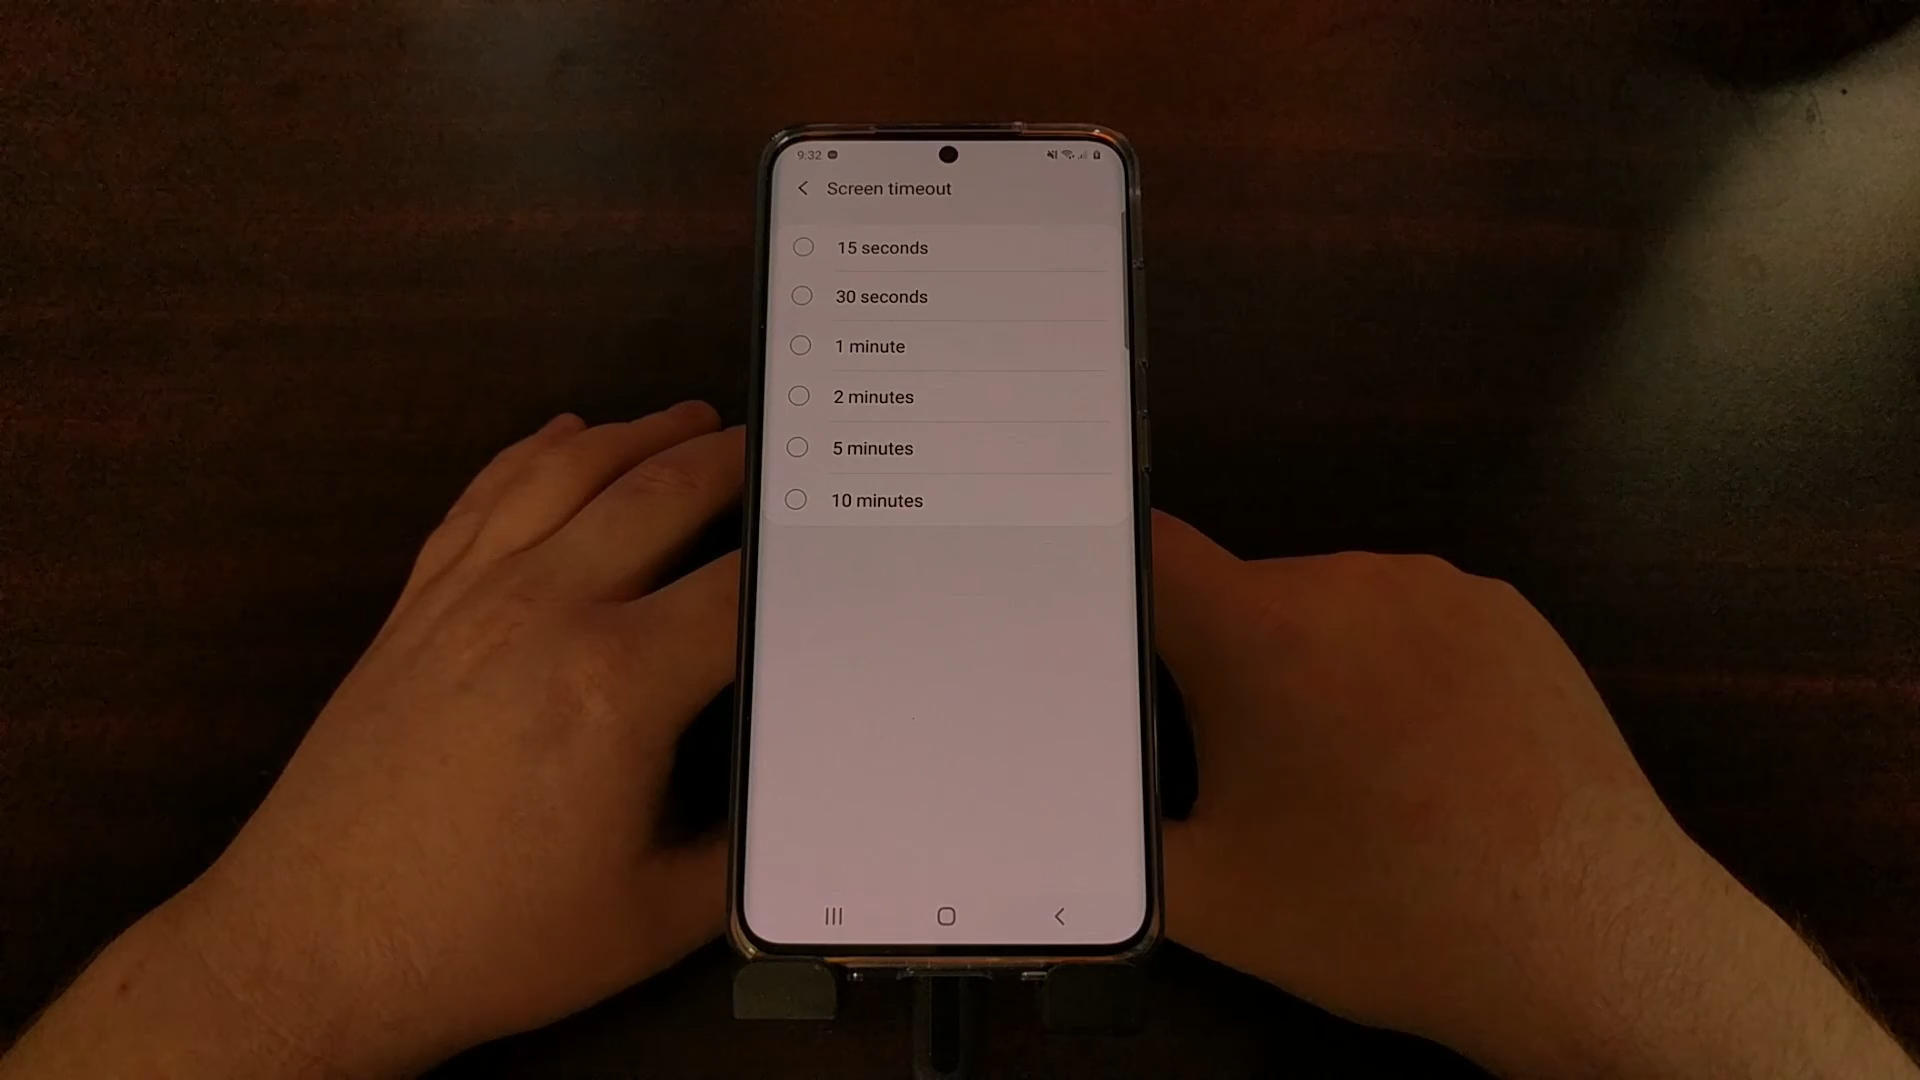 9:32
Screen timeout
15 seconds
30 seconds
1 minute
2 minutes
5 minutes
10 minutes